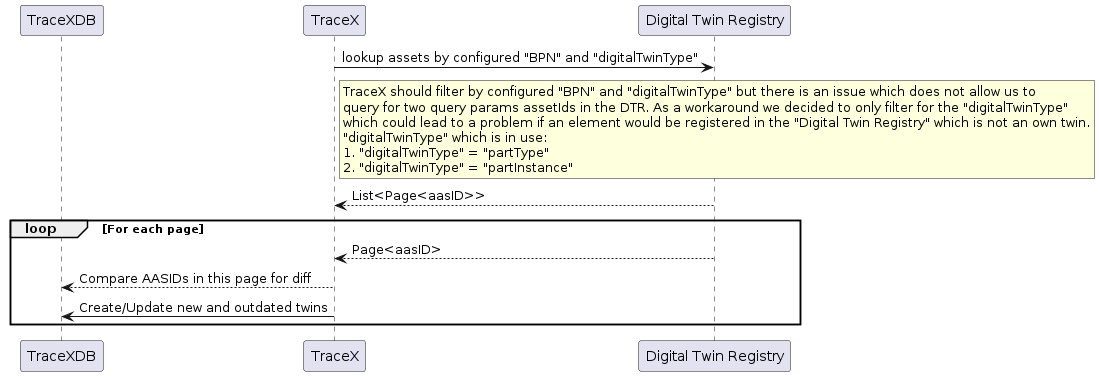 TraceXDB
TraceX
Digital Twin Registry
lookup assets by configured "BPN" and "digitalTwinType"
TraceX should filter by configured "BPN" and "digitalTwinType" but there is an issue which does not allow us to
query for two query params assetIds in the DTR. As a workaround we decided to only filter for the "digitalTwinType"
which could lead to a problem if an element would be registered in the "Digital Twin Registry" which is not an own twin.
"digitalTwinType" which is in use:
1. "digitalTwinType" = "partType"
2. "digitalTwinType" = "partInstance"
List<Page<aasID>>
loop
[For each page]
Page<aasID>
Compare AASIDs in this page for diff
Create/Update new and outdated twins
TraceXDB
TraceX
Digital Twin Registry